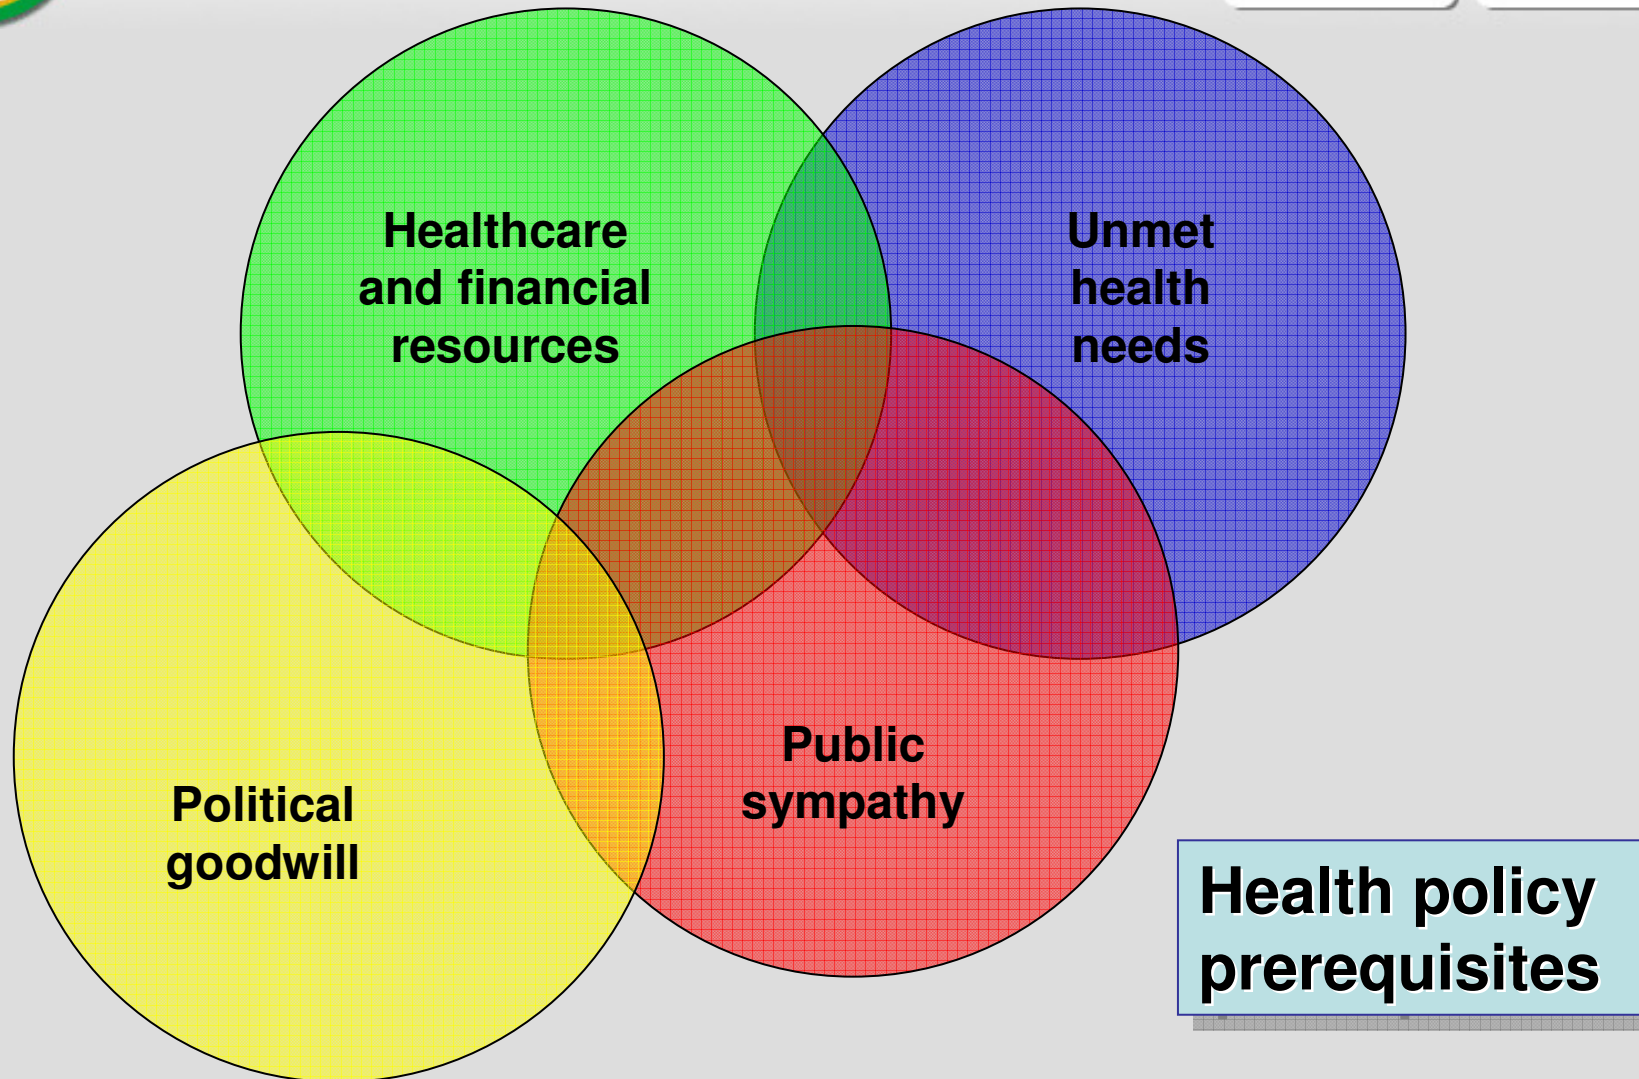 Healthcare
and financial
resources
Unmet
health
needs
Political
goodwill
Public
sympathy
Health policy
prerequisites